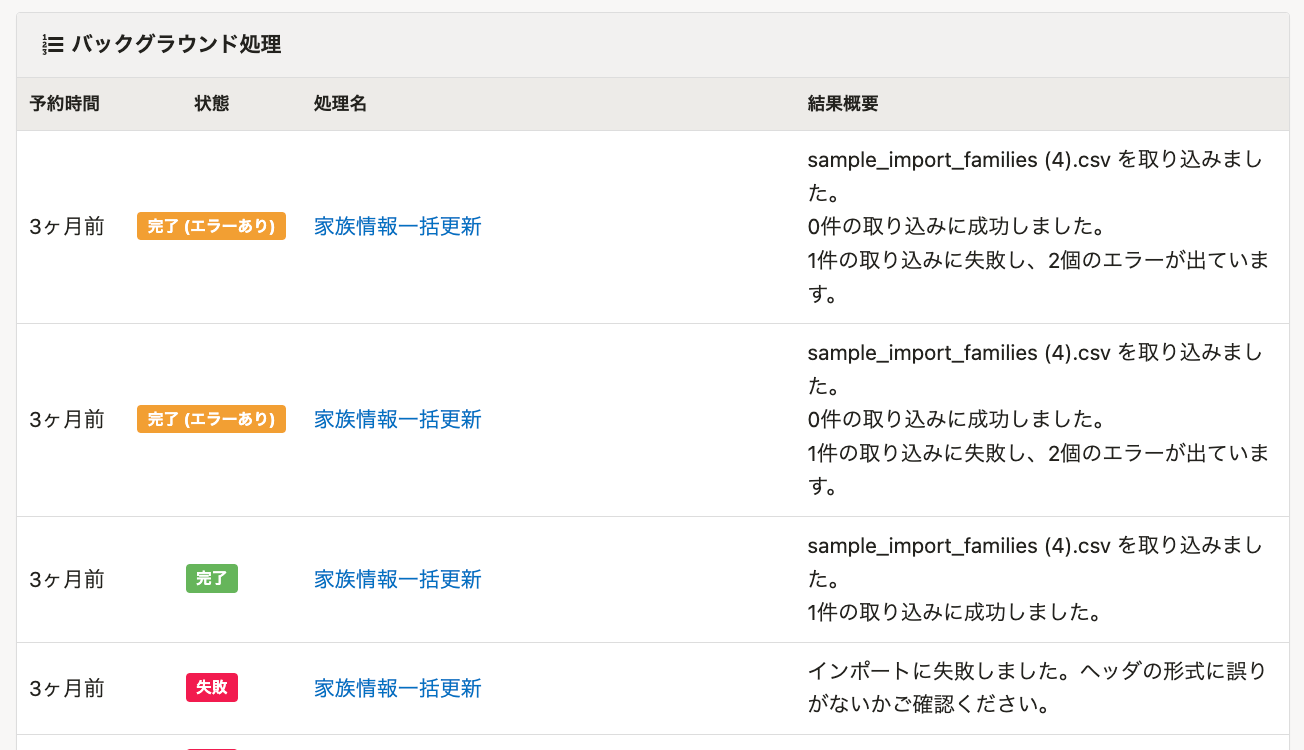 バックグラウンド処理
予約時間 状態 処理名 結果概要
sample_import_families (4).csv を取り込みまし
た。
3ヶ月前 完了 (エラーあり) 家族情報一括更新 0件の取り込みに成功しました。
1件の取り込みに失敗し、2個のエラーが出ていま
す。
sample_import_families (4).csv を取り込みまし
た。
3ヶ月前 完了 (エラーあり) 家族情報一括更新 0件の取り込みに成功しました。
1件の取り込みに失敗し、2個のエラーが出ていま
す。
sample_import_families (4).csv を取り込みまし
3ヶ月前 完了 家族情報一括更新 た。
1件の取り込みに成功しました。
インポートに失敗しました。ヘッダの形式に誤り
3ヶ月前 失敗 家族情報一括更新 がないかご確認ください。